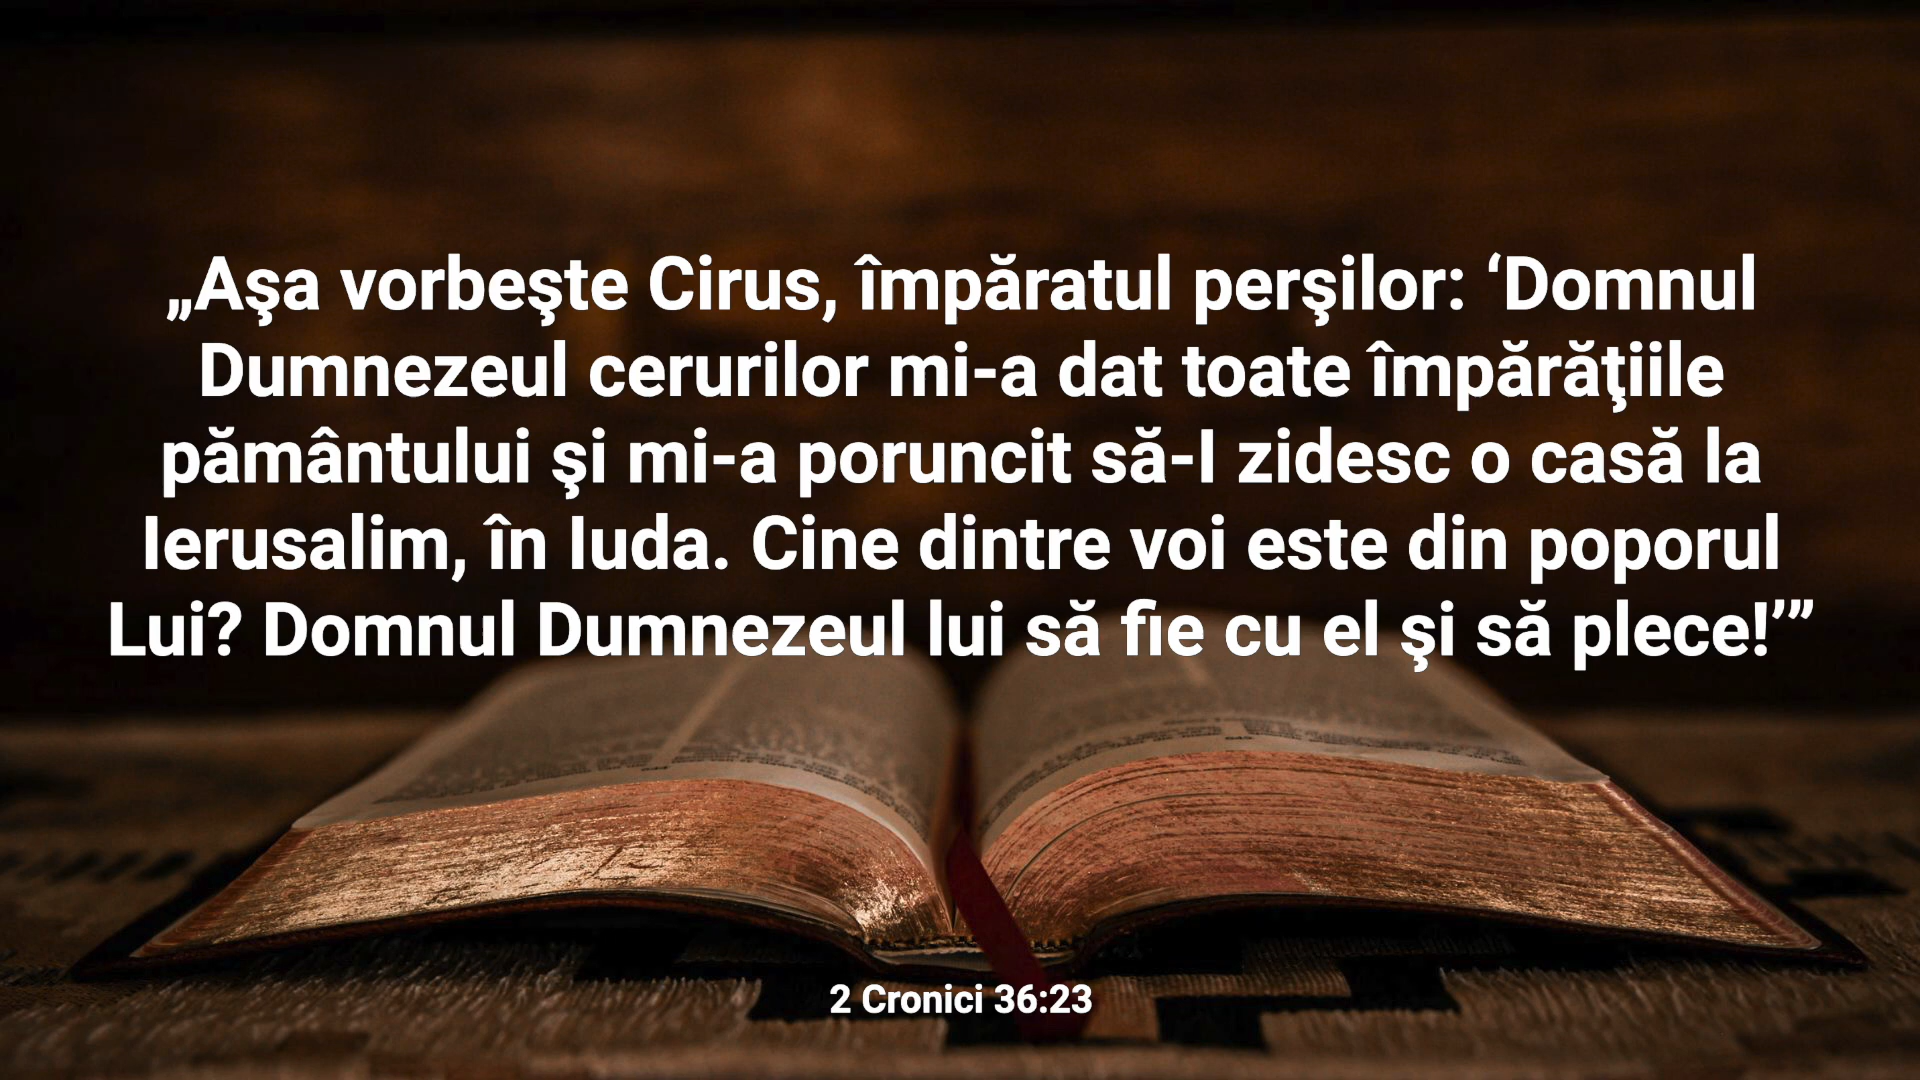 „Aşa vorbeşte Cirus, împăratul perşilor: ‘Domnul
Dumnezeul cerurilor mi-a dat toate împărăţiile
pământului şi mi-a poruncit să-I zidesc o casă la
Ierusalim, în Iuda. Cine dintre voi este din poporul
Lui? Domnul Dumnezeul lui să fie cu el şi să plece!’”
2 Cronici 36:23